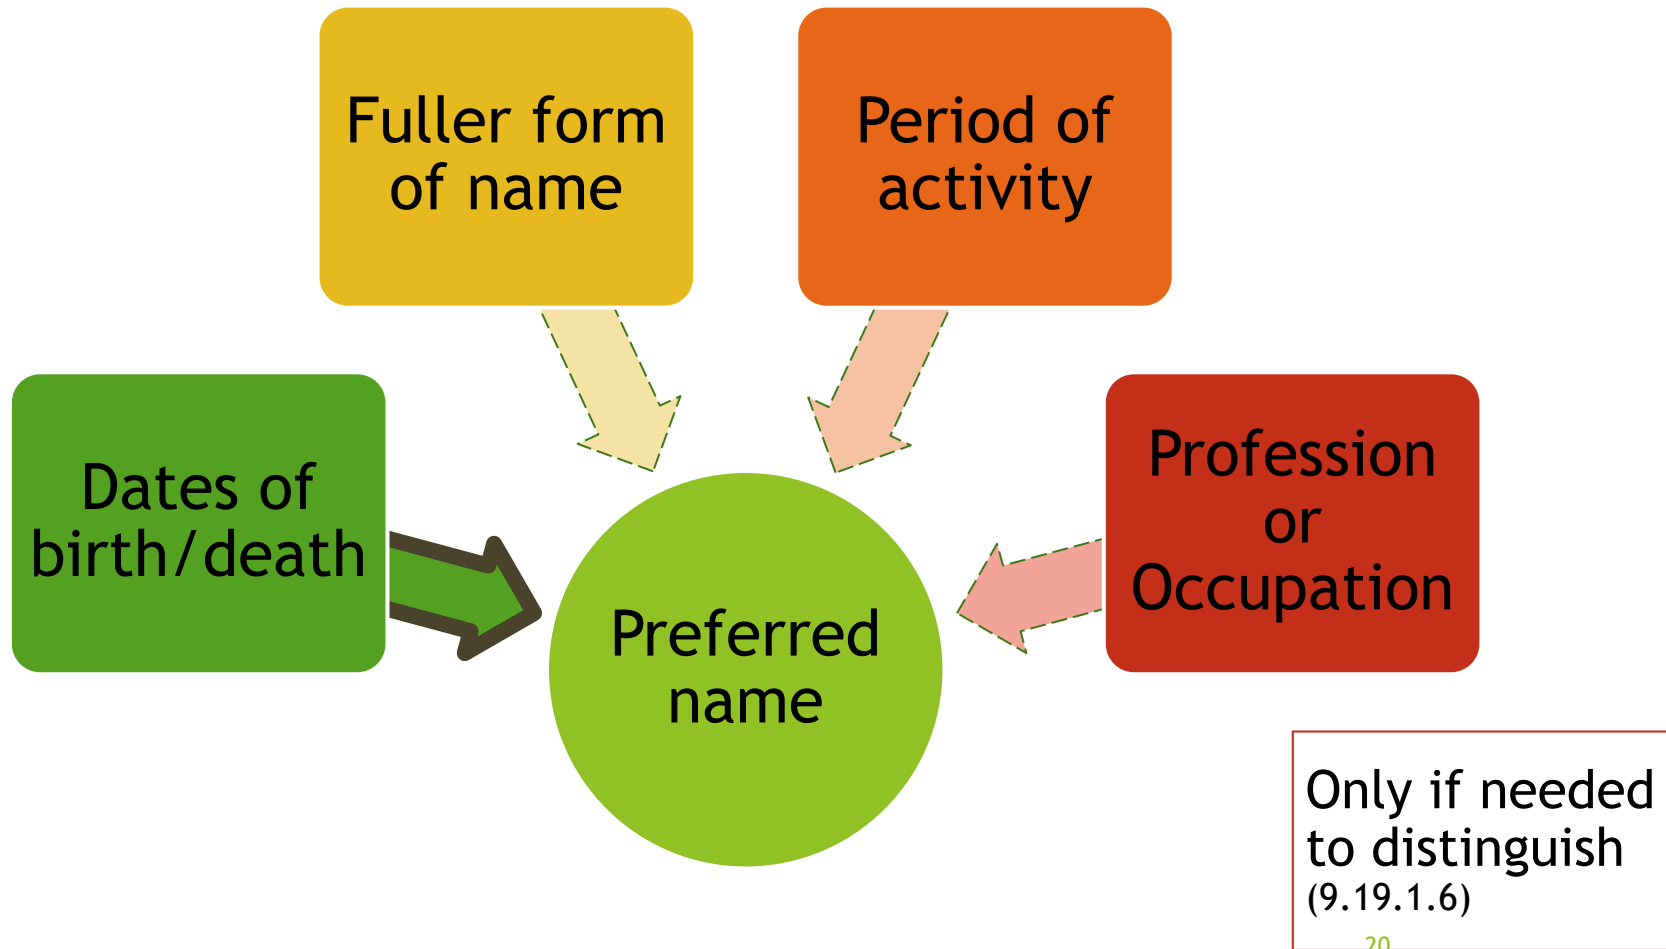 Fuller form
of name
Period of
activity
Dates of
birth/death
Profession
or
Occupation
Preferred
name
Only if needed
to distinguish
(9.19.1.6)
20